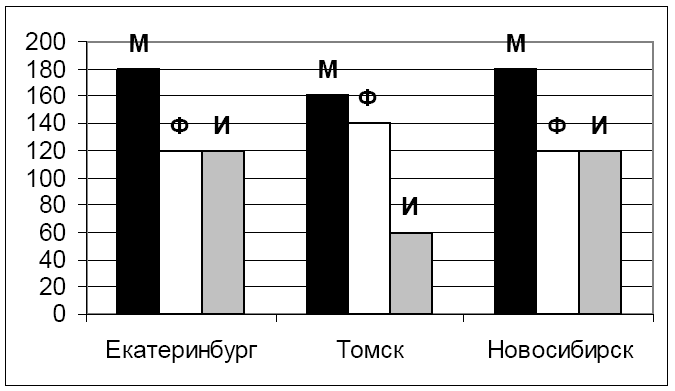 200
180
160
140
120
100
80
60
40
20
0
М
Ф
И
М
Ф
И
М
Ф
И
Екатеринбург
Томск
Новосибирск